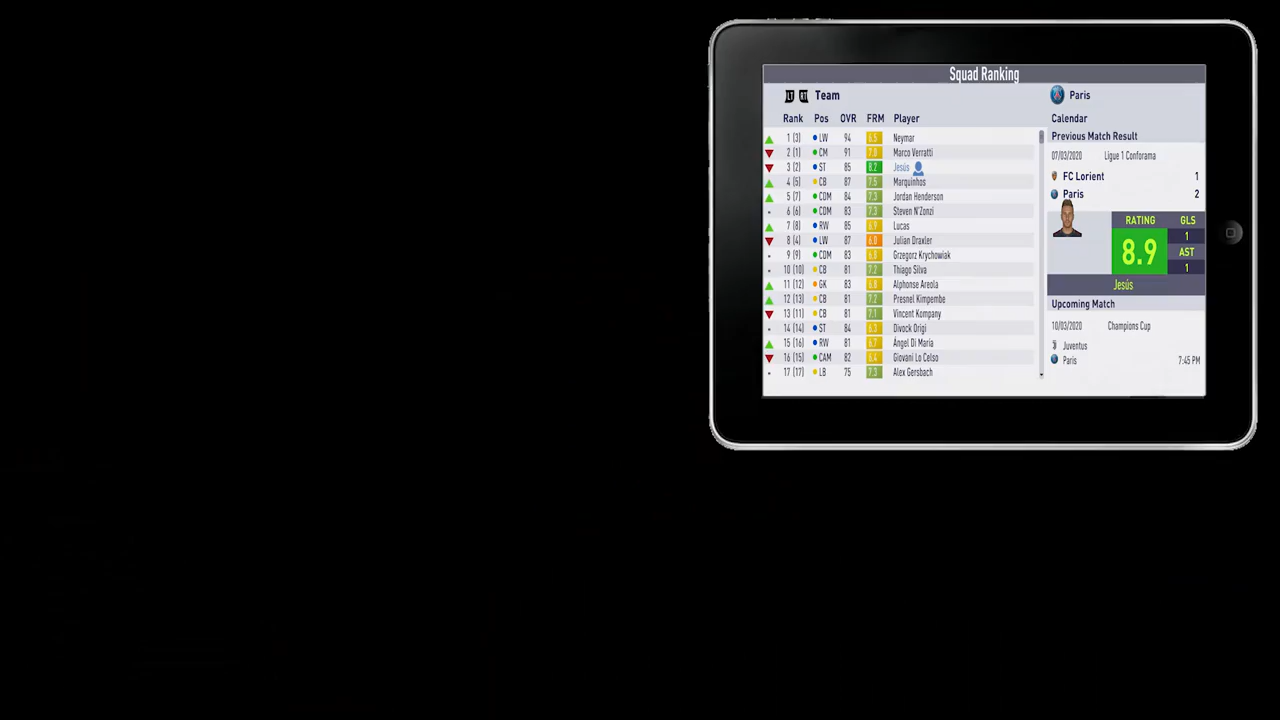 Squad Ranking
LT RT Team
Rank Pos OVR FRM Player
1 (3) LW 94 6.5 Neymar
2 (1) CM 91 7.0 Marco Verratti
3 (2) ST 85 8.2 Jesús
4 (5) CB 87 7.5 Marquinhos
5 (7) CDM 84 7.3 Jordan Henderson
6 (6) CDM 83 7.3 Steven N'Zonzi
7 (8) RW 85 6.9 Lucas
8 (4) LW 87 6.0 Julian Draxler
9 (9) CDM 83 6.8 Grzegorz Krychowiak
10 (10) CB 81 7.2 Thiago Silva
11 (12) GK 83 6.8 Alphonse Areola
12 (13) CB 81 7.2 Presnel Kimpembe
13 (11) CB 81 7.1 Vincent Kompany
14 (14) ST 84 6.3 Divock Origi
15 (16) RW 81 6.7 Ángel Di María
16 (15) CAM 82 6.4 Giovani Lo Celso
17 (17) LB 75 7.3 Alex Gersbach
Paris
Calendar
Previous Match Result
07/03/2020 Ligue 1 Conforama
FC Lorient 1
Paris 2
RATING GLS
8.9 1
AST
1
Jesús
Upcoming Match
10/03/2020 Champions Cup
Juventus
Paris 7:45 PM